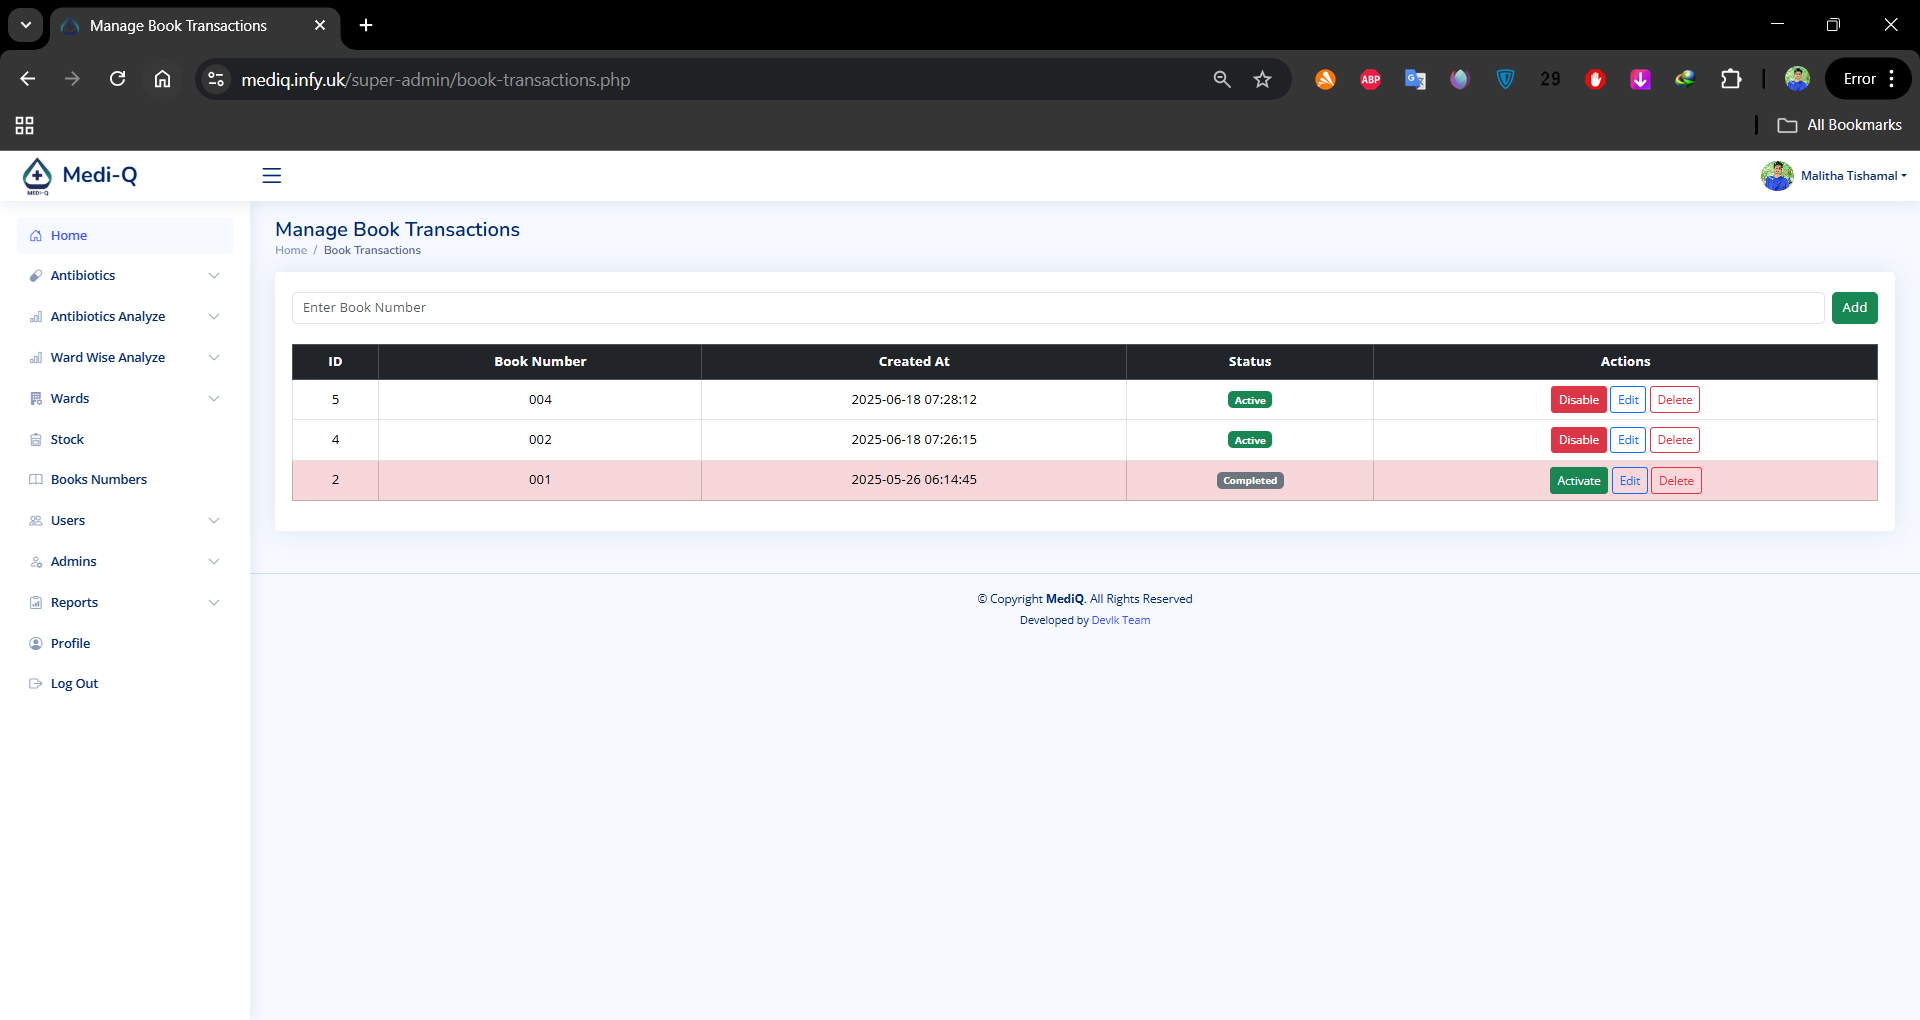 Manage Book Transactions
mediq.infy.uk/super-admin/book-transactions.php
ABP
29
Error
All Bookmarks
MEDI-Q
Medi-Q
Malitha Tishamal
Home
Antibiotics
Antibiotics Analyze
Ward Wise Analyze
Wards
Stock
Books Numbers
Users
Admins
Reports
Profile
Log Out
Manage Book Transactions
Home / Book Transactions
Enter Book Number
Add
ID Book Number Created At Status Actions
5 004 2025-06-18 07:28:12 Active Disable Edit Delete
4 002 2025-06-18 07:26:15 Active Disable Edit Delete
2 001 2025-05-26 06:14:45 Completed Activate Edit Delete
© Copyright MediQ. All Rights Reserved
Developed by Devlk Team